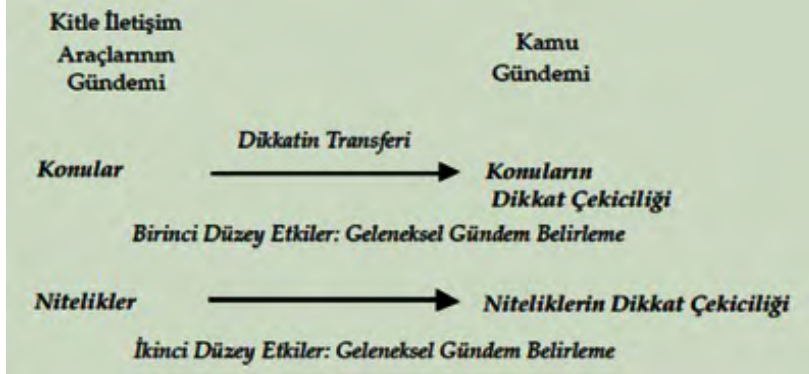 Kitle İletişim
Araçlarının
Gündemi
Kamu
Gündemi
Dikkatin Transferi
Konular
Konuların
Dikkat Çekiciliği
Birinci Düzey Etkiler: Geleneksel Gündem Belirleme
Nitelikler
Niteliklerin Dikkat Çekiciliği
İkinci Düzey Etkiler: Geleneksel Gündem Belirleme